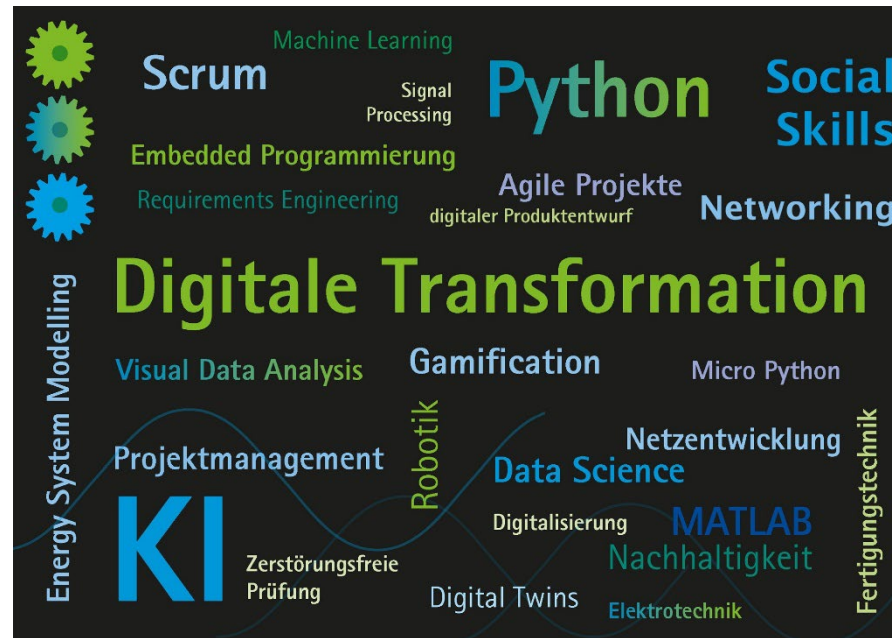 Machine Learning
Scrum
Signal
Processing
Python
Social
Skills
Embedded Programmierung
Requirements Engineering
Agile Projekte
digitaler Produktentwurf
Networking
Digitale Transformation
Energy System Modelling
Visual Data Analysis
Gamification
Micro Python
Projektmanagement
Robotik
Netzentwicklung
Data Science
Fertigungstechnik
KI
Digitalisierung
MATLAB
Zerstörungsfreie
Prüfung
Nachhaltigkeit
Digital Twins
Elektrotechnik